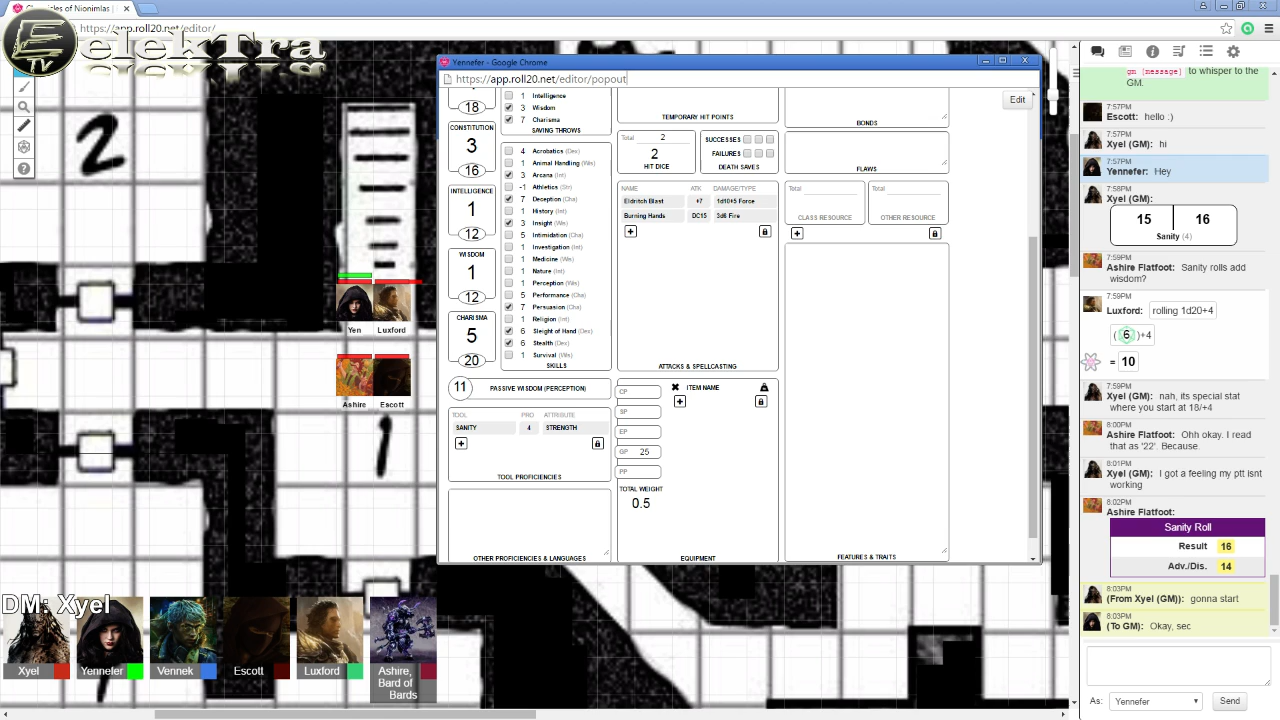 Chronicles of Nionimlas |
https://app.roll20.net/editor/
elekTra
TV
2
Yen
Luxford
Ashire
Escott
1
DM: Xyel
Xyel
Yennefer
Vennek
Escott
Luxford
Ashire,
Bard of
Bards
Yennefer - Google Chrome
https://app.roll20.net/editor/popout
Edit
18
CONSTITUTION
3
16
INTELLIGENCE
1
12
WISDOM
1
12
CHARISMA
5
20
1 Intelligence
3 Wisdom
7 Charisma
SAVING THROWS
4 Acrobatics (Dex)
1 Animal Handling (Wis)
3 Arcana (Int)
-1 Athletics (Str)
7 Deception (Cha)
1 History (Int)
3 Insight (Wis)
5 Intimidation (Cha)
1 Investigation (Int)
1 Medicine (Wis)
1 Nature (Int)
1 Perception (Wis)
5 Performance (Cha)
7 Persuasion (Cha)
1 Religion (Int)
6 Sleight of Hand (Dex)
6 Stealth (Dex)
1 Survival (Wis)
SKILLS
11 PASSIVE WISDOM (PERCEPTION)
TOOL PRO ATTRIBUTE
SANITY 4 STRENGTH
TOOL PROFICIENCIES
OTHER PROFICIENCIES & LANGUAGES
TEMPORARY HIT POINTS
Total 2
2
HIT DICE
SUCCESSES
FAILURES
DEATH SAVES
NAME ATK DAMAGE/TYPE
Eldritch Blast +7 1d10+5 Force
Burning Hands DC15 3d6 Fire
ATTACKS & SPELLCASTING
CP
SP
EP
GP 25
PP
ITEM NAME
TOTAL WEIGHT
0.5
EQUIPMENT
BONDS
FLAWS
Total
CLASS RESOURCE
Total
OTHER RESOURCE
FEATURES & TRAITS
gm [message] to whisper to the
GM.
7:57PM
Escott: hello :)
7:57PM
Xyel (GM): hi
7:57PM
Yennefer: Hey
7:58PM
Xyel (GM):
15 16
Sanity (4)
7:59PM
Ashire Flatfoot: Sanity rolls add
wisdom?
7:59PM
Luxford: rolling 1d20+4
(6)+4
= 10
7:59PM
Xyel (GM): nah, its special stat
where you start at 18/+4
8:00PM
Ashire Flatfoot: Ohh okay. I read
that as '22'. Because.
8:01PM
Xyel (GM): I got a feeling my ptt isnt
working
8:02PM
Ashire Flatfoot:
Sanity Roll
Result 16
Adv./Dis. 14
8:03PM
(From Xyel (GM)): gonna start
8:03PM
(To GM): Okay, sec
As: Yennefer
Send